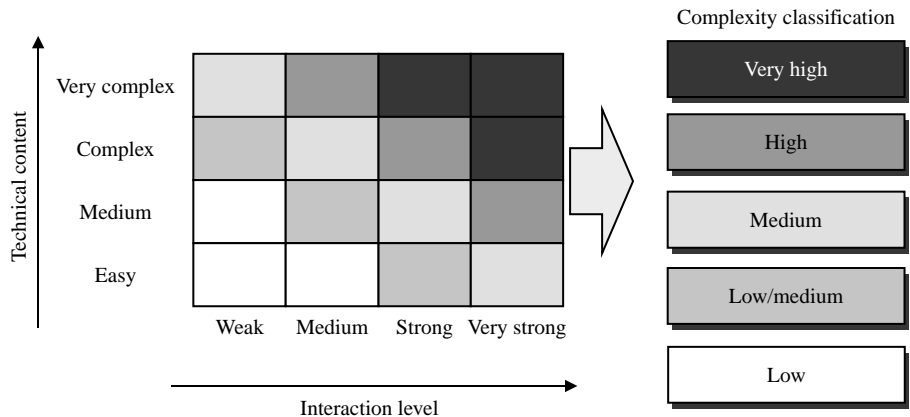 Complexity classification
Technical content
Very complex
Complex
Medium
Easy
Weak Medium Strong Very strong
Interaction level
Very high
High
Medium
Low/medium
Low